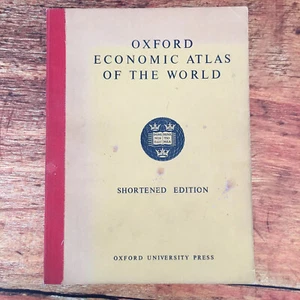 OXFORD
ECONOMIC ATLAS
OF THE WORLD
SHORTENED EDITION
OXFORD UNIVERSITY PRESS